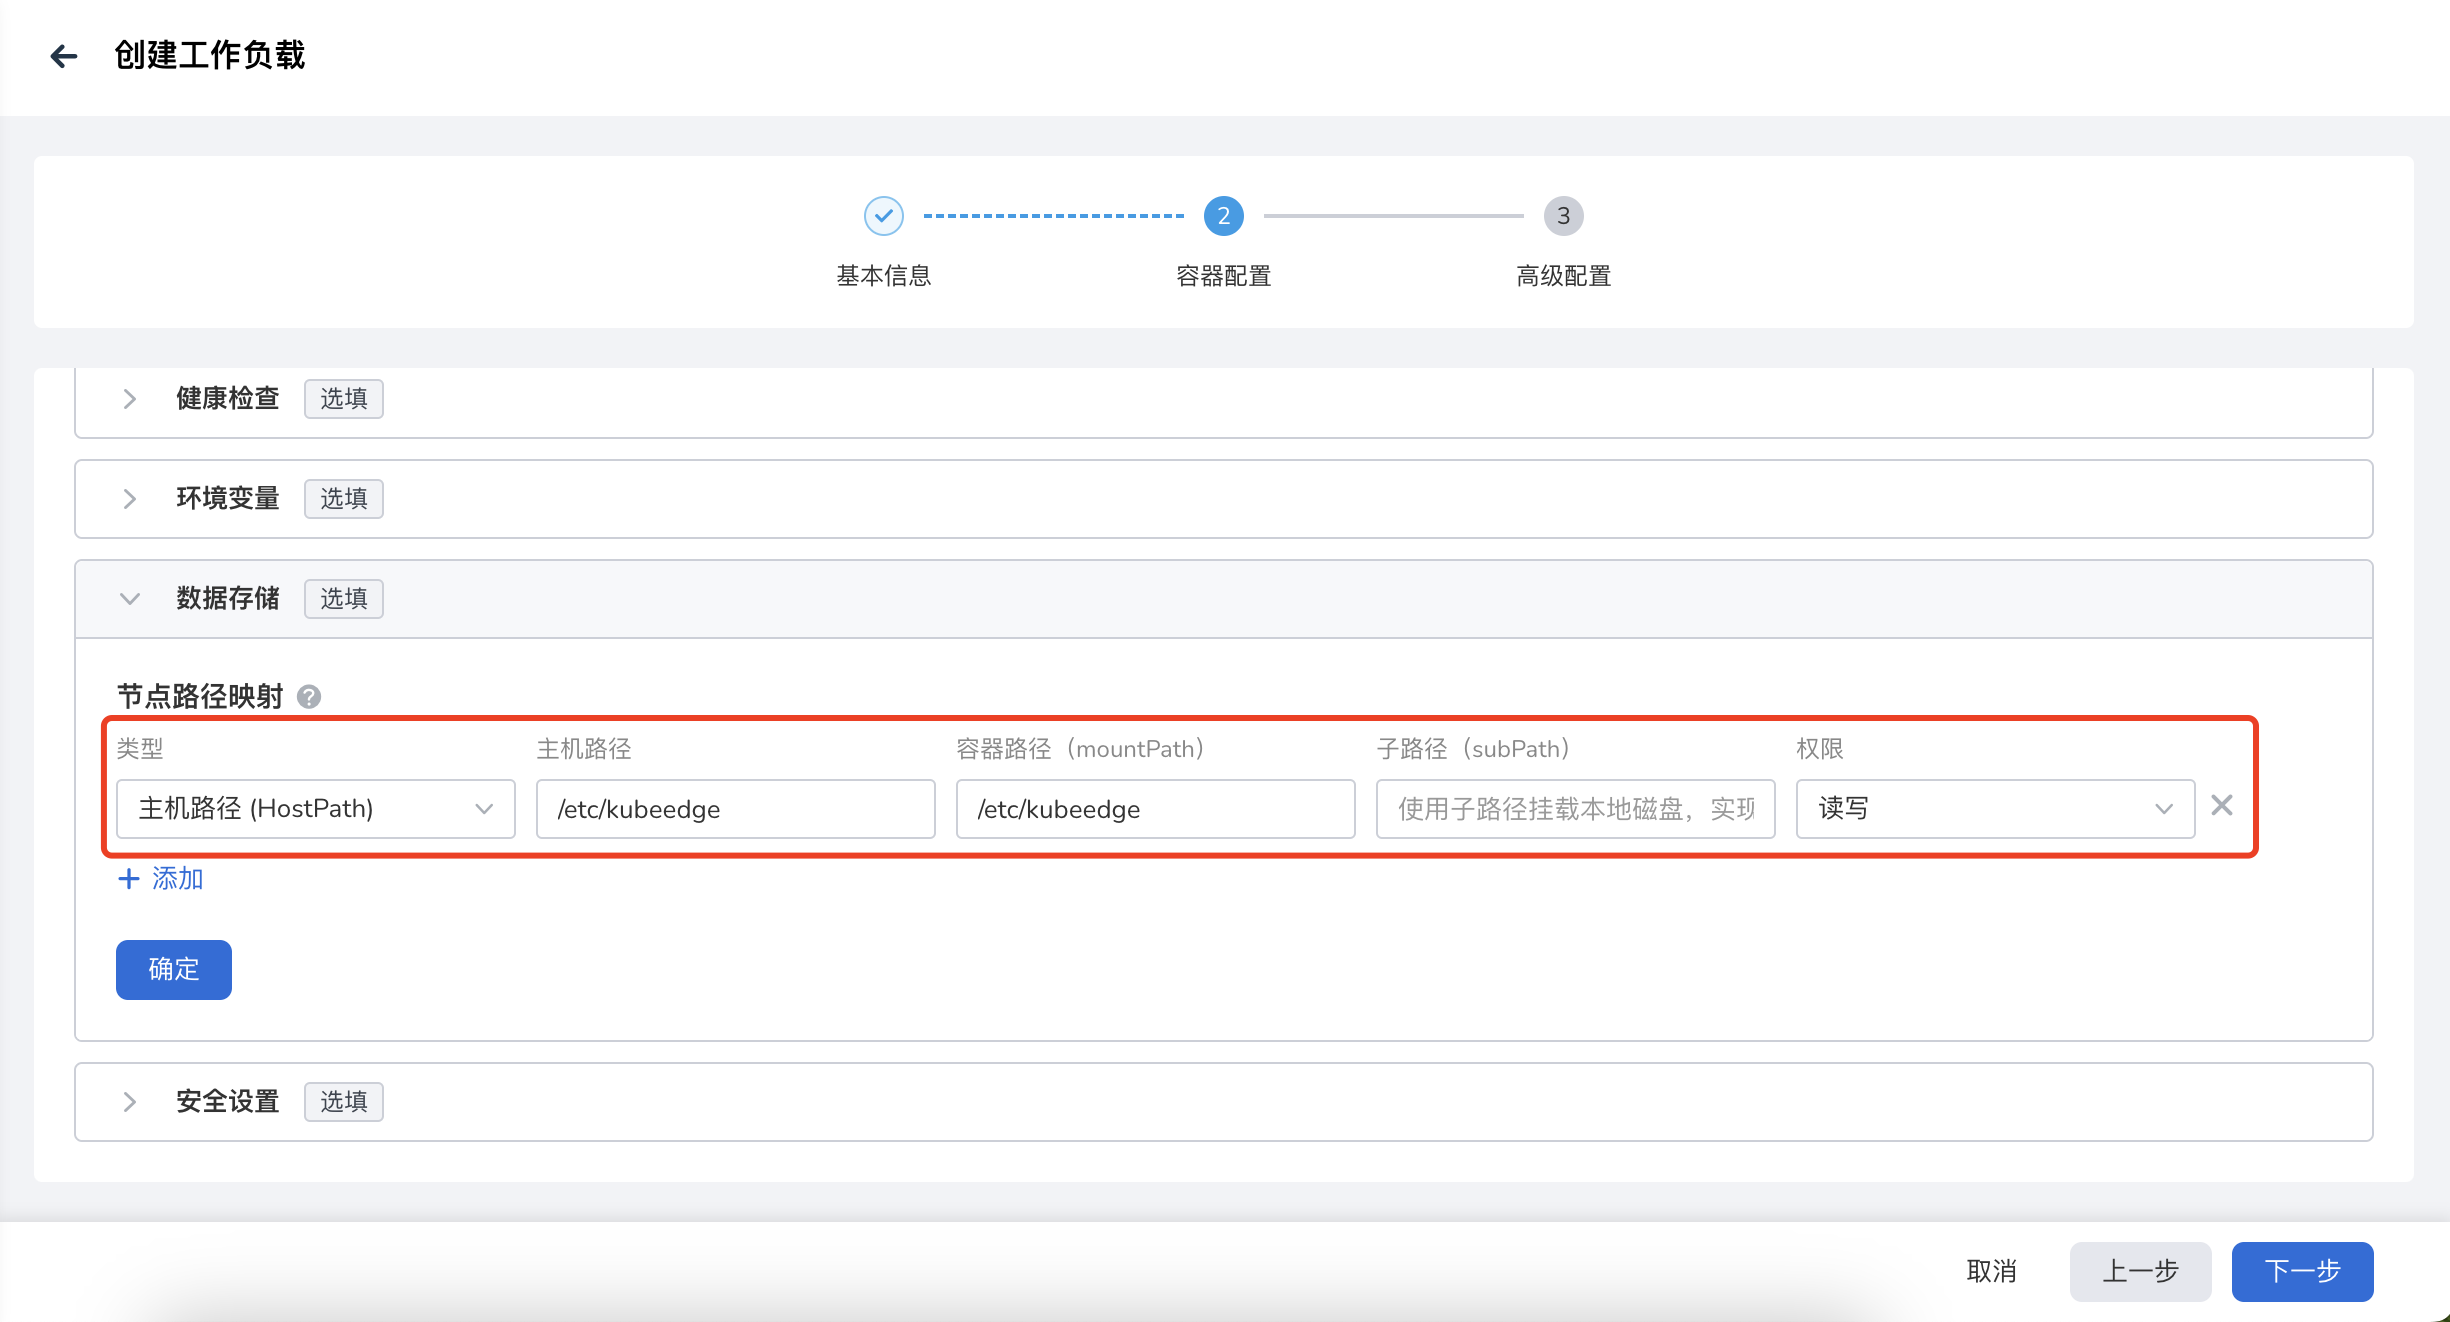 创建工作负载
2
3
基本信息
容器配置
高级配置
健康检查 选填
环境变量 选填
数据存储 选填
节点路径映射 ?
类型
主机路径
容器路径（mountPath）
子路径（subPath）
权限
主机路径 (HostPath)
/etc/kubeedge
/etc/kubeedge
使用子路径挂载本地磁盘，实现
读写
+ 添加
确定
安全设置 选填
取消
上一步
下一步